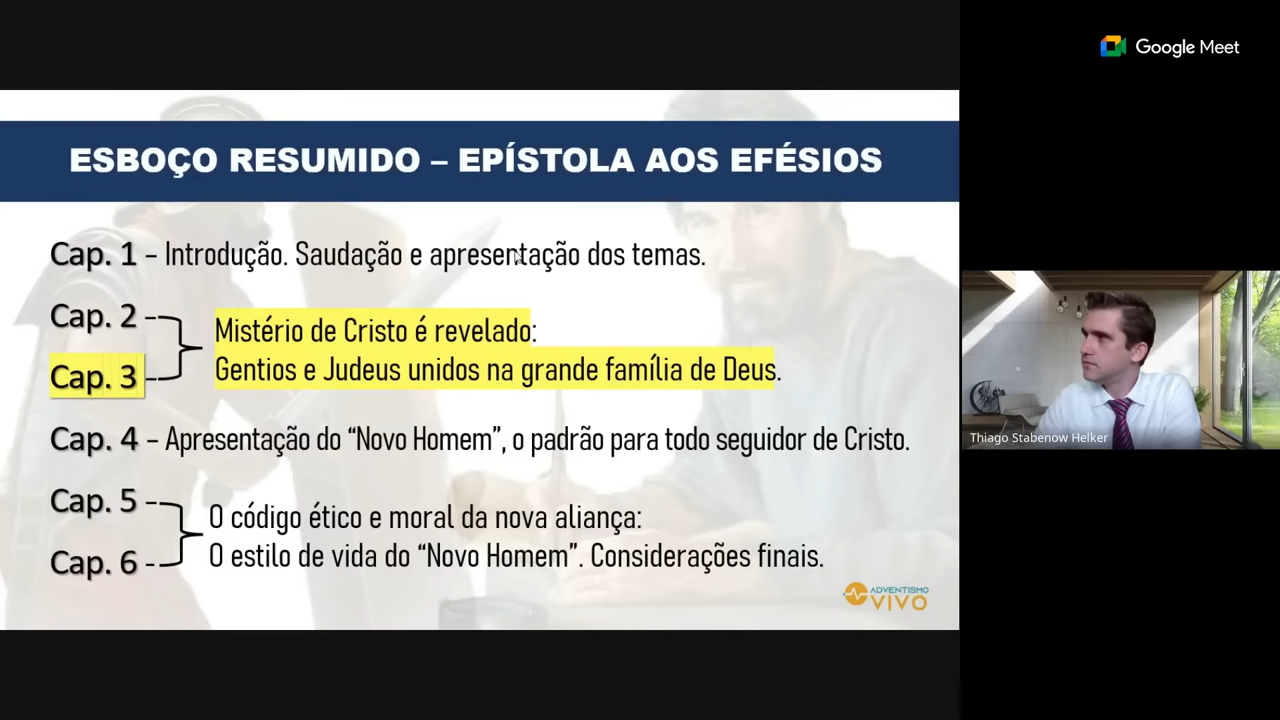 Google Meet
ESBOÇO RESUMIDO – EPÍSTOLA AOS EFÉSIOS
Cap. 1 – Introdução. Saudação e apresentação dos temas.
Cap. 2 –
Mistério de Cristo é revelado:
Gentios e Judeus unidos na grande família de Deus.
Cap. 3 –
Cap. 4 – Apresentação do “Novo Homem”, o padrão para todo seguidor de Cristo.
Cap. 5 –
O código ético e moral da nova aliança:
O estilo de vida do “Novo Homem”. Considerações finais.
Cap. 6 -
ADVENTISMO
VIVO
Thiago Stabenow Helker